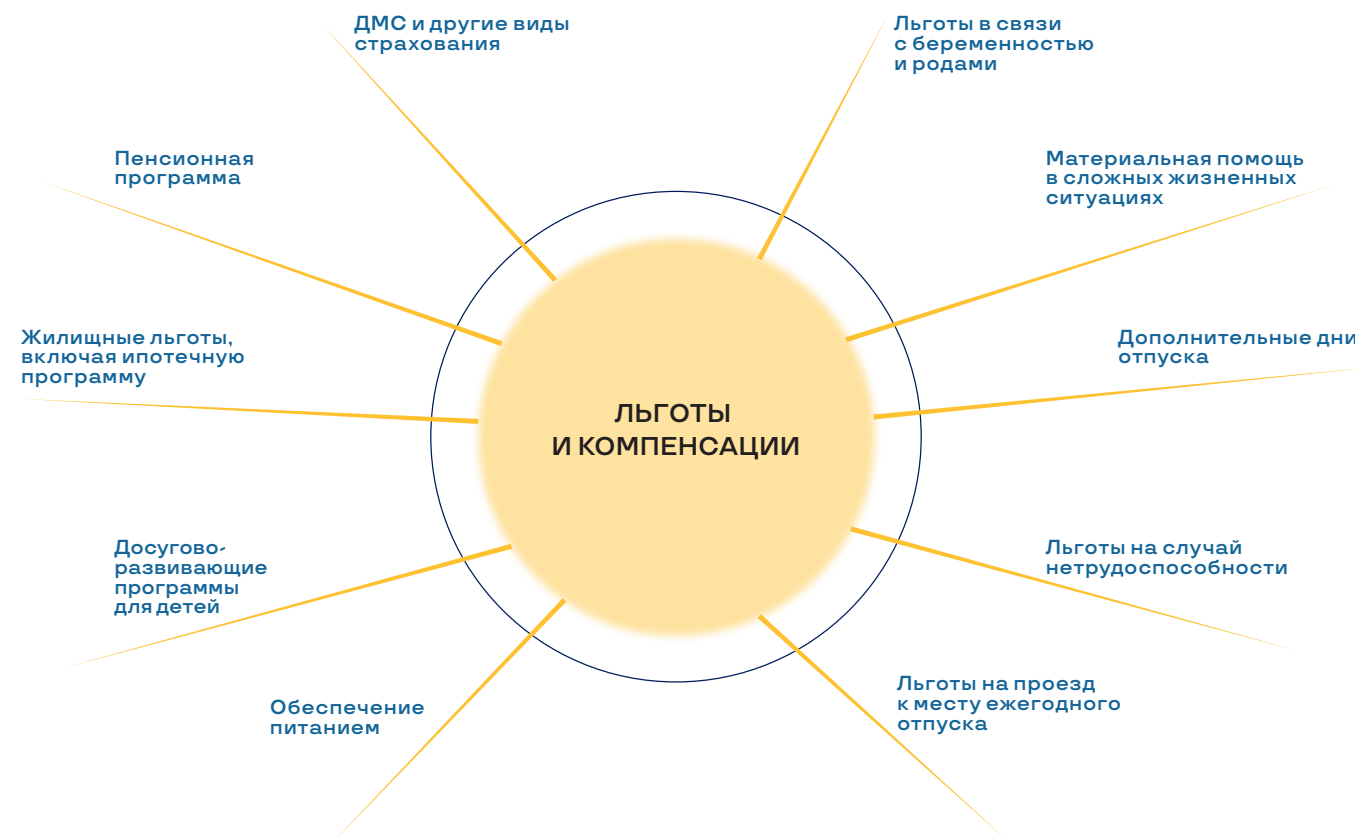 ДМС и другие виды
страхования
Льготы в связи
с беременностью
и родами
Пенсионная
программа
Материальная помощь
в сложных жизненных
ситуациях
Жилищные льготы,
включая ипотечную
программу
Дополнительные дни
отпуска
ЛЬГОТЫ
И КОМПЕНСАЦИИ
Досугово-
развивающие
программы
для детей
Льготы на случай
нетрудоспособности
Обеспечение
питанием
Льготы на проезд
к месту ежегодного
отпуска